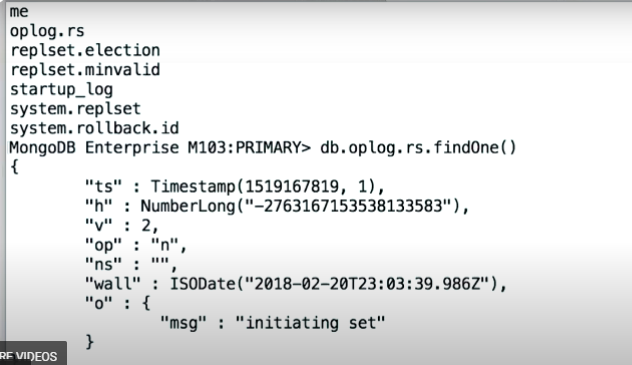 me
oplog.rs
replset.election
replset.minvalid
startup_log
system.replset
system.rollback.id
MongoDB Enterprise M103:PRIMARY> db.oplog.rs.findOne()
{
"ts" : Timestamp(1519167819, 1),
"h" : NumberLong("-2763167153538133583"),
"v" : 2,
"op" : "n",
"ns" : "",
"wall" : ISODate("2018-02-20T23:03:39.986Z"),
"o" : {
"msg" : "initiating set"
}
RE VIDEOS